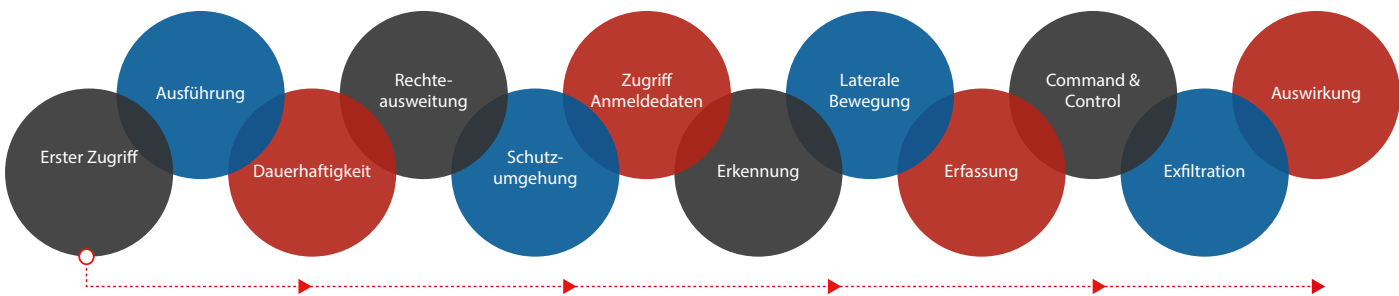 Erster Zugriff
Ausführung
Dauerhaftigkeit
Rechte-
ausweitung
Schutz-
umgehung
Zugriff
Anmeldedaten
Erkennung
Laterale
Bewegung
Erfassung
Command &
Control
Exfiltration
Auswirkung